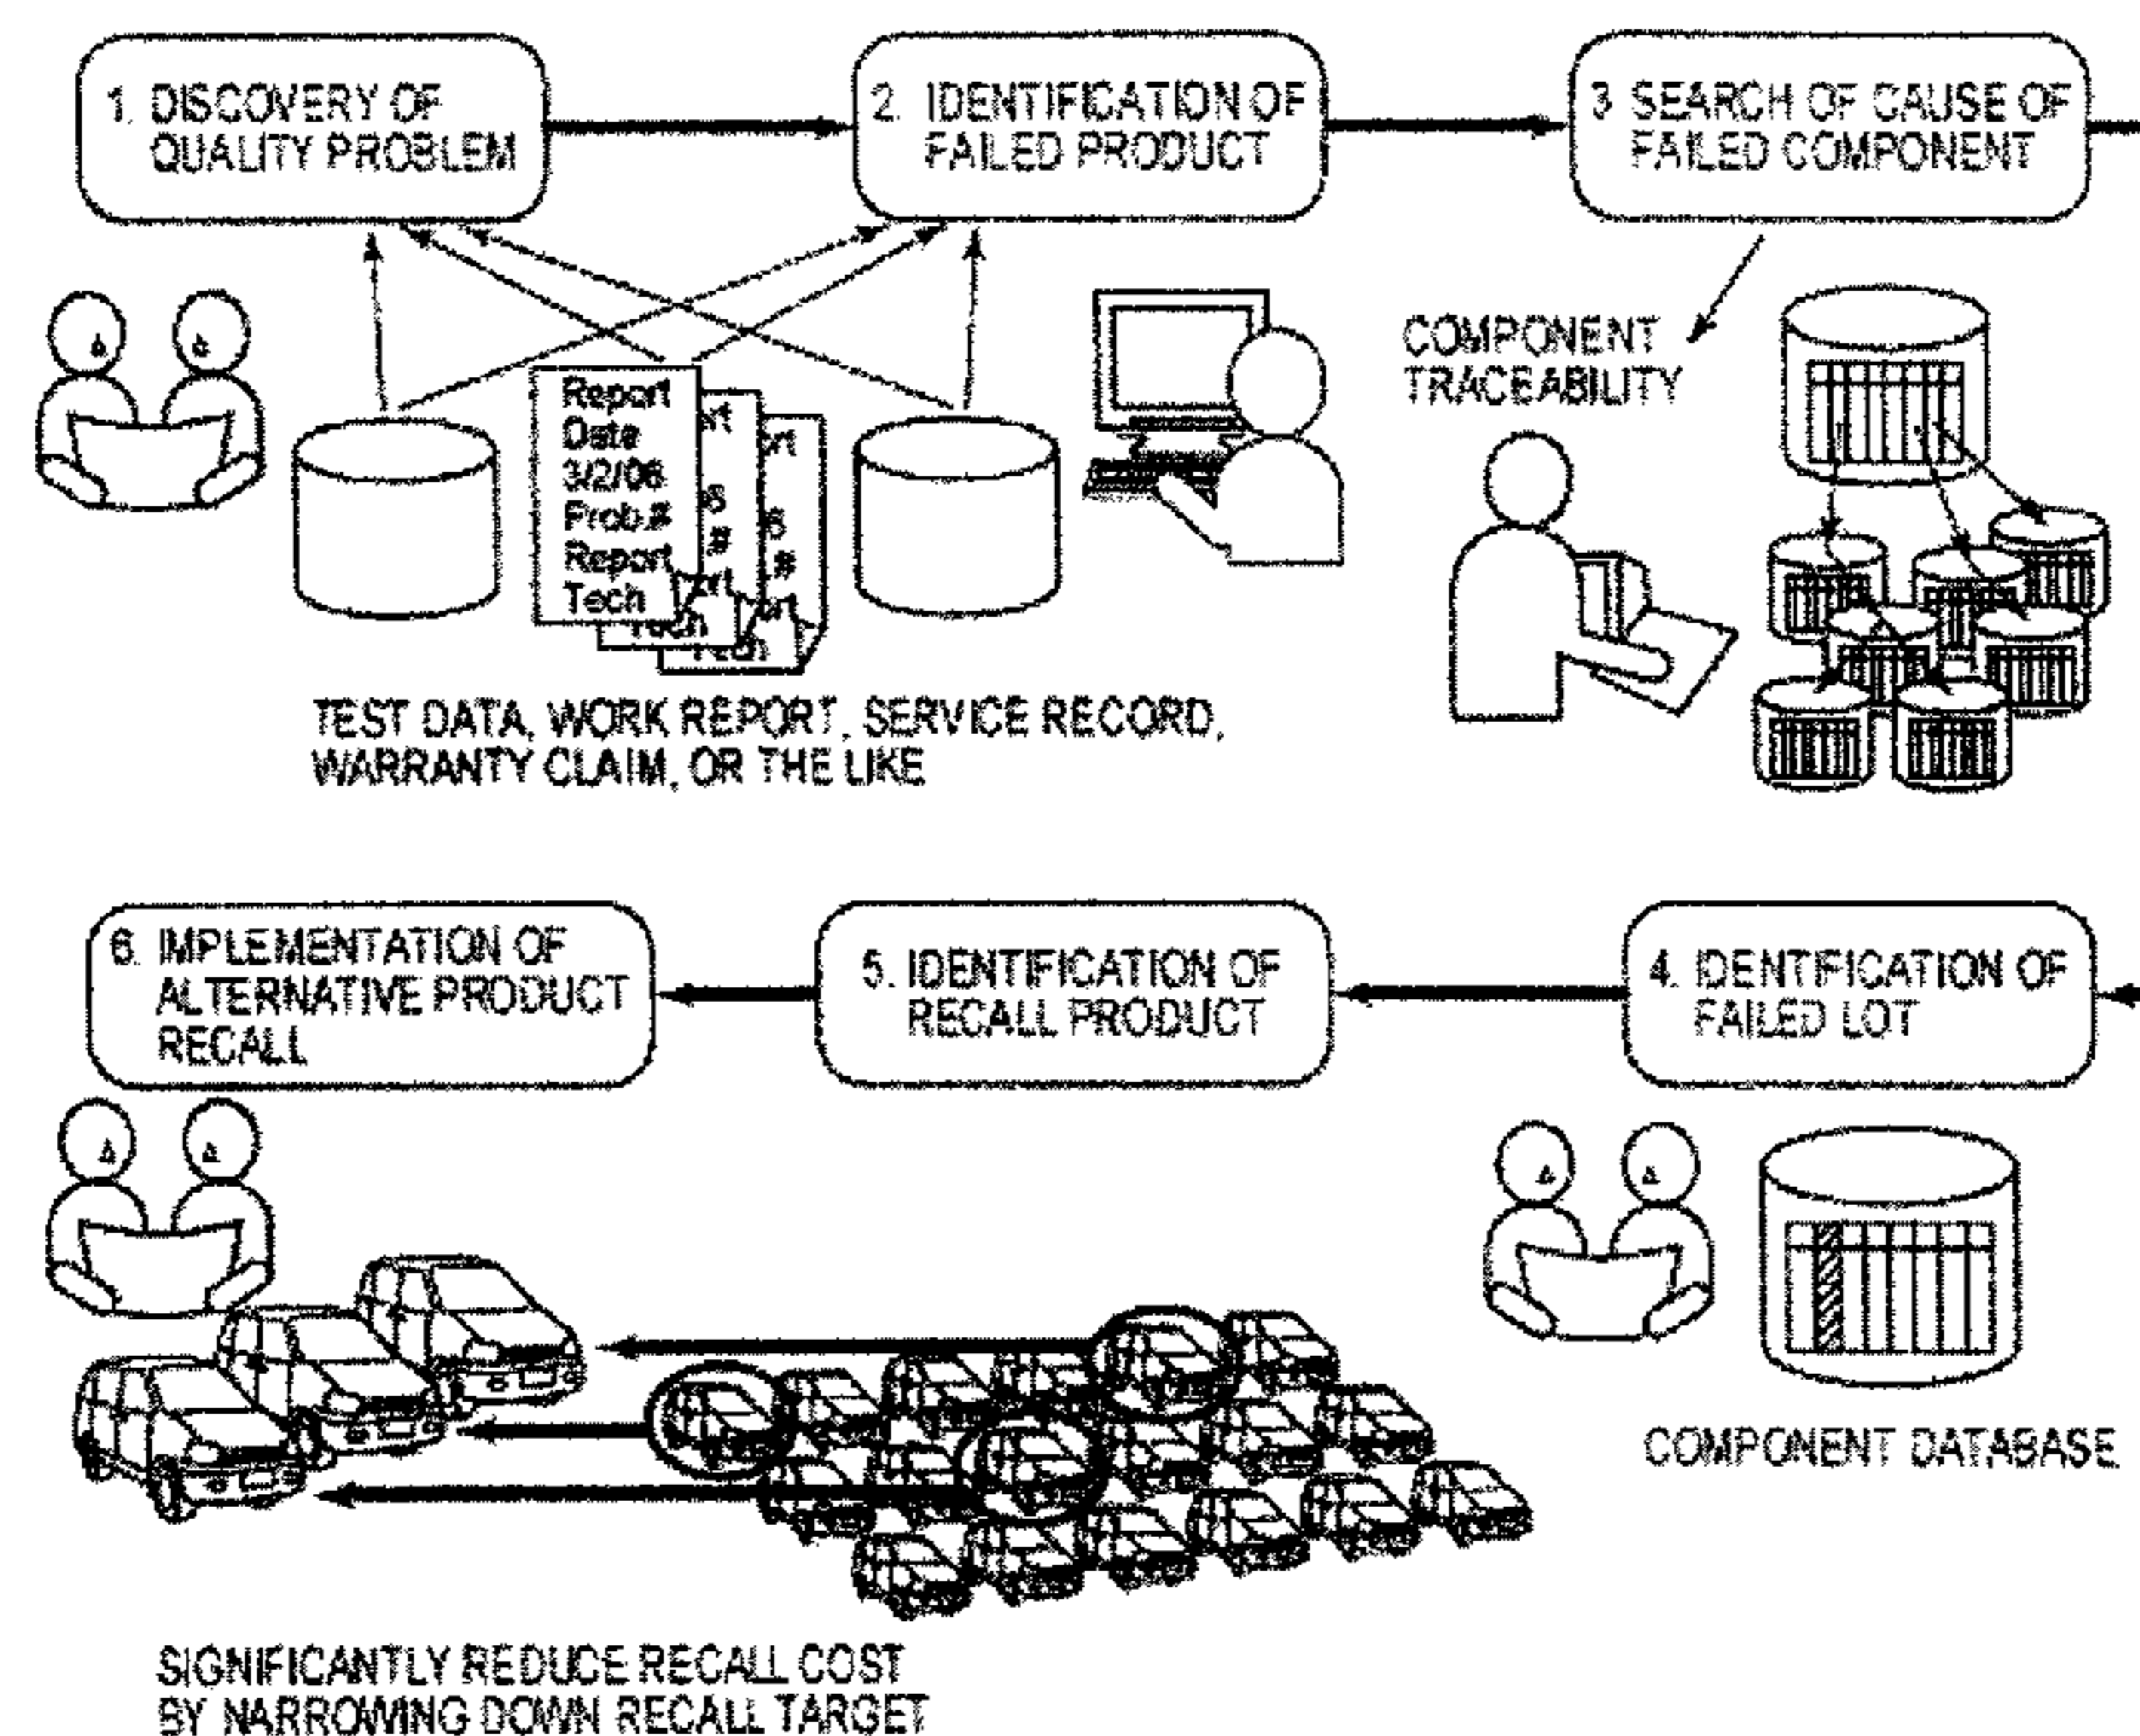 1. DISCOVERY OF
QUALITY PROBLEM
2. IDENTIFICATION OF
FAILED PRODUCT
3 SEARCH OF CAUSE OF
FAILED COMPONENT
COMPONENT
TRACEABILITY
Report
Date
3/2/06
Prob.#
Report
Tech
TEST DATA, WORK REPORT, SERVICE RECORD,
WARRANTY CLAIM, OR THE LIKE
6. IMPLEMENTATION OF
ALTERNATIVE PRODUCT
RECALL
5. IDENTIFICATION OF
RECALL PRODUCT
4. IDENTIFICATION OF
FAILED LOT
COMPONENT DATABASE
SIGNIFICANTLY REDUCE RECALL COST
BY NARROWING DOWN RECALL TARGET